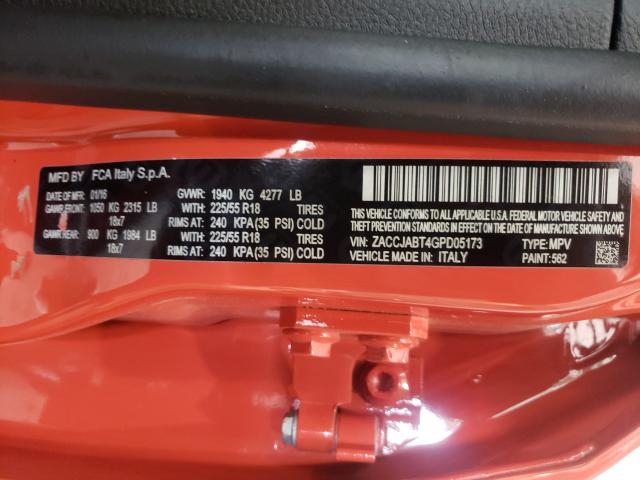 MFD BY FCA Italy S.p.A.
DATE OF MFR 01/16 GVWR: 1940 KG 4277 LB
GAWR FRONT: 1050 KG 2315 LB WITH: 225/55 R18 TIRES
18x7 RIMS AT: 240 KPA (35 PSI) COLD
GAWR REAR: 900 KG 1984 LB WITH: 225/55 R18 TIRES
18x7 RIMS AT: 240 KPA (35 PSI) COLD
THIS VEHICLE CONFORMS TO ALL APPLICABLE U.S.A. FEDERAL MOTOR VEHICLE SAFETY AND
THEFT PREVENTION STANDARDS IN EFFECT ON THE DATE OF MANUFACTURE SHOWN ABOVE
VIN: ZACCJABT4GPD05173 TYPE: MPV
VEHICLE MADE IN: ITALY PAINT: 562